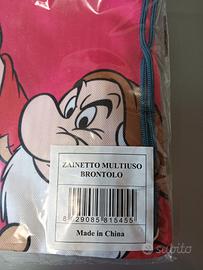 ZAINETTO MULTIUSO
BRONTOLO
8 029085 815455
Made in China
subito